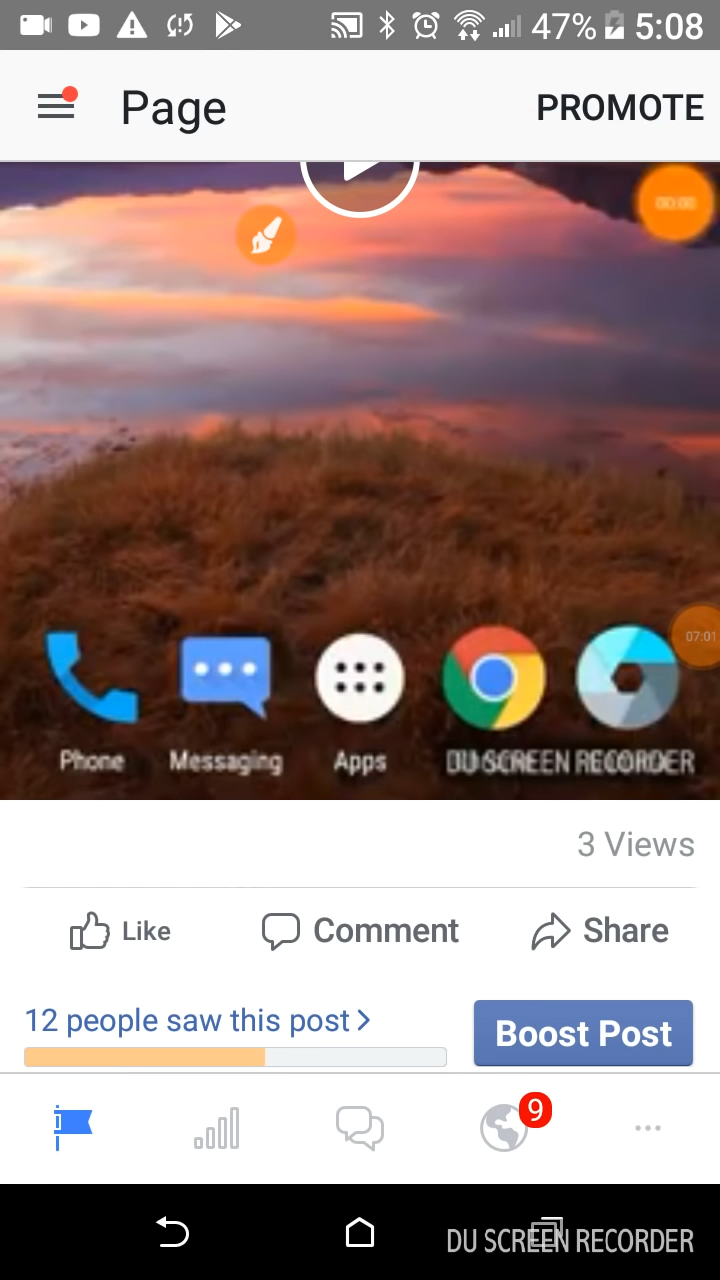 47% 5:08
Page PROMOTE
00:00
07:01
Phone Messaging Apps DU SCREEN RECORDER
3 Views
Like Comment Share
12 people saw this post >
Boost Post
9
DU SCREEN RECORDER